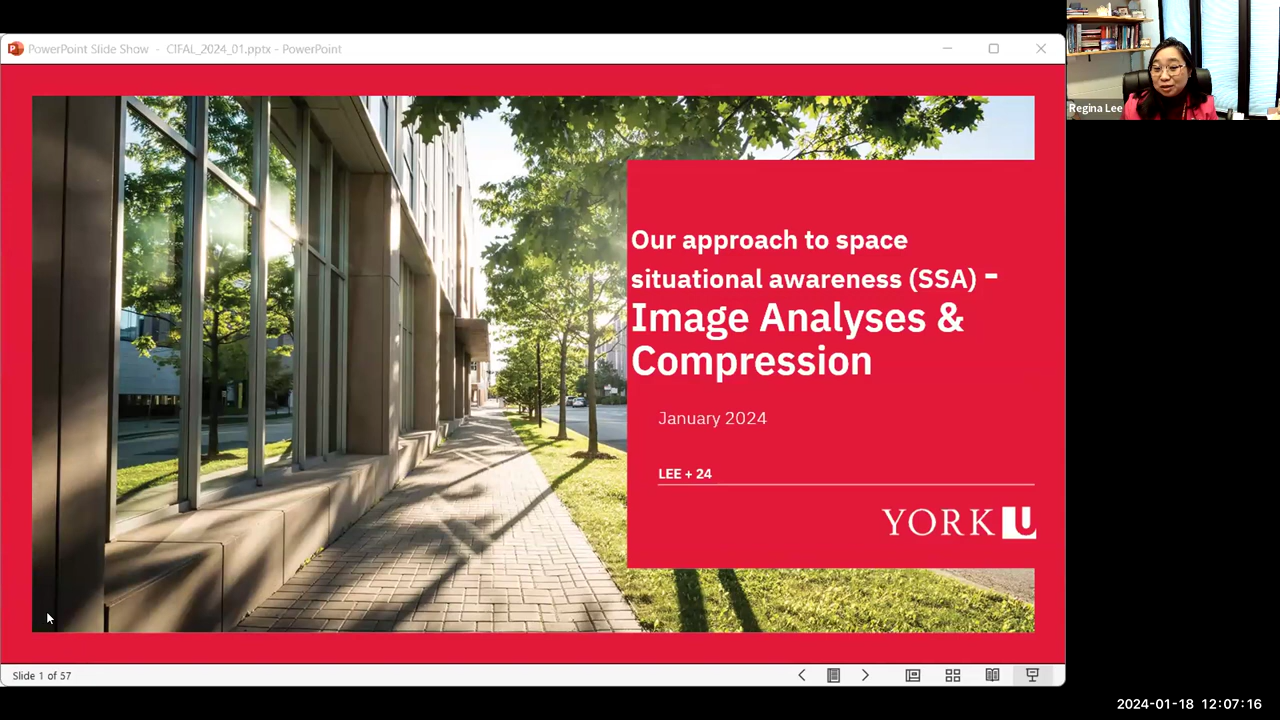 PowerPoint Slide Show - CIFAL_2024_01.pptx - PowerPoint
Regina Lee
Our approach to space
situational awareness (SSA) -
Image Analyses &
Compression
January 2024
LEE + 24
YORK U
Slide 1 of 57
2024-01-18 12:07:16